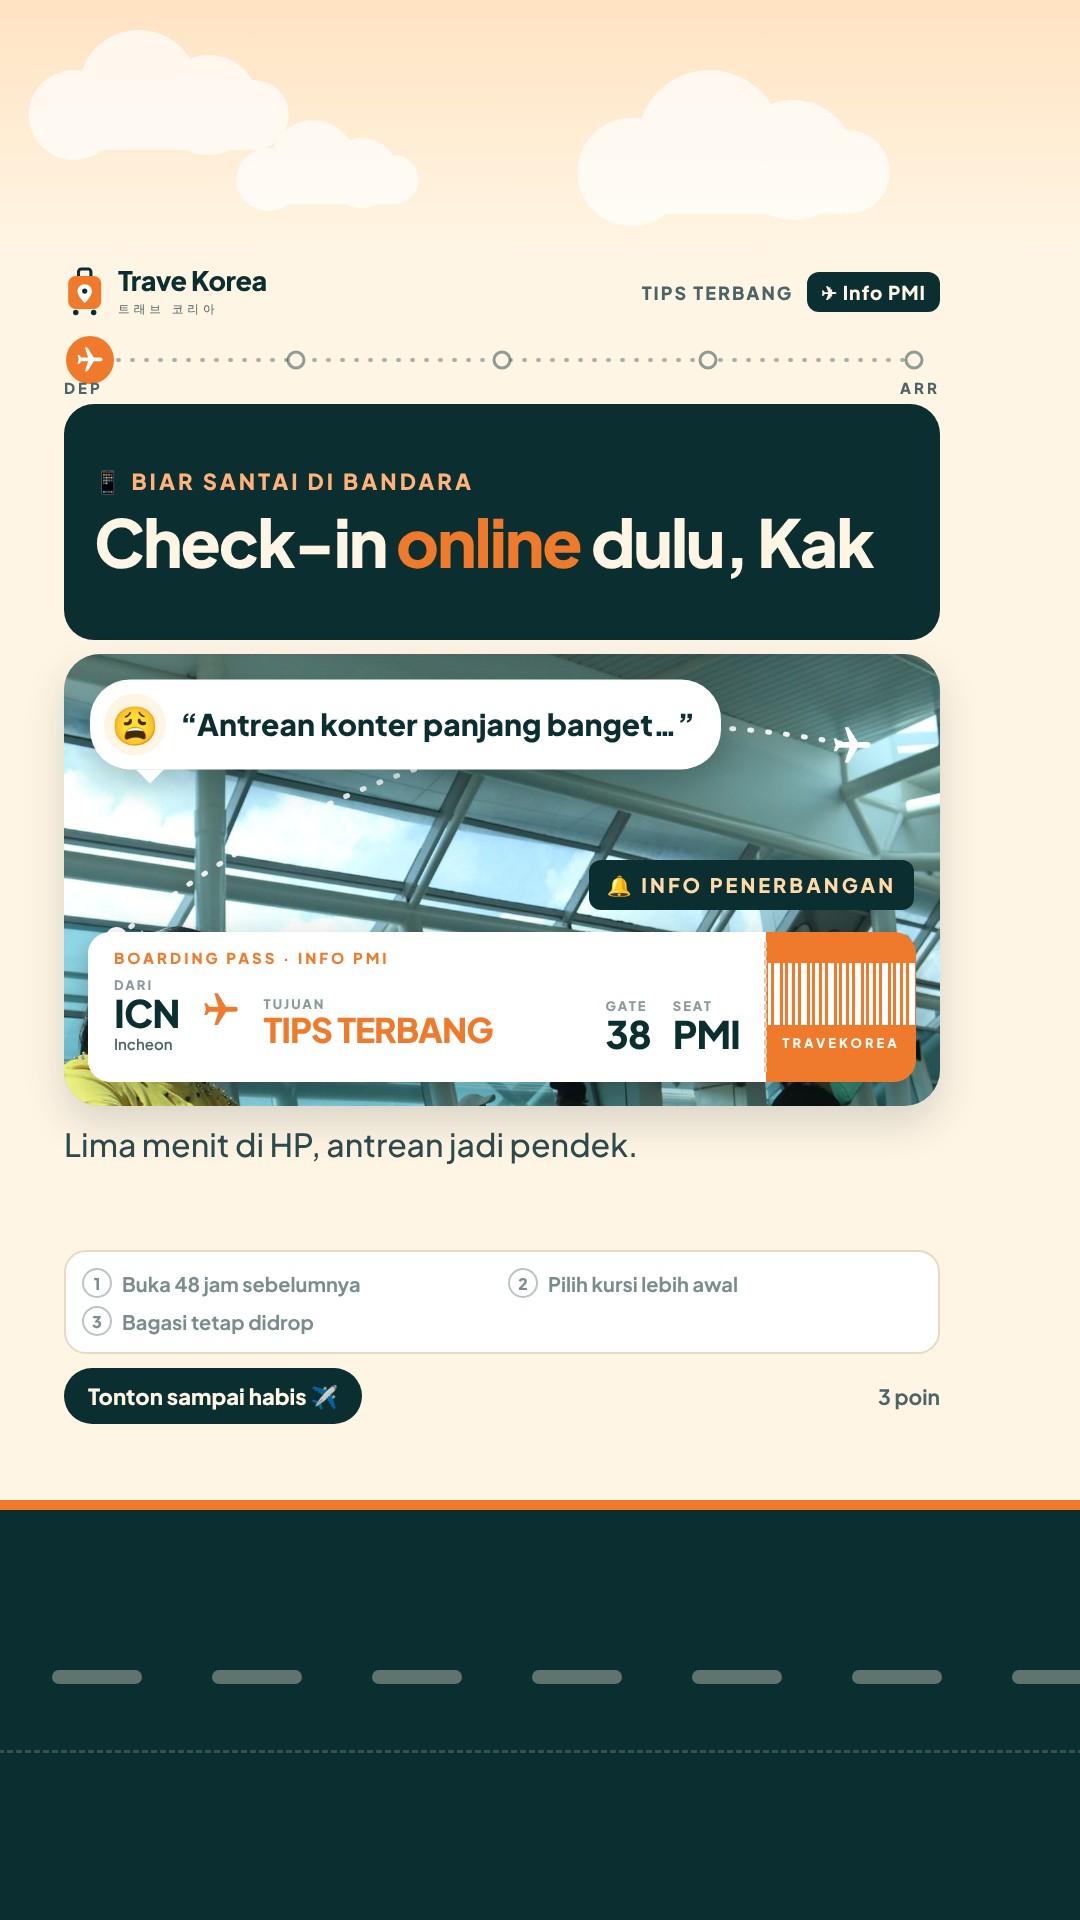 Trave Korea
트래브 코리아
TIPS TERBANG
✈ Info PMI
DEP
ARR
📱 BIAR SANTAI DI BANDARA
Check-in online dulu, Kak
😩 “Antrean konter panjang banget...”
🔔 INFO PENERBANGAN
BOARDING PASS · INFO PMI
DARI
ICN
Incheon
TUJUAN
TIPS TERBANG
GATE
38
SEAT
PMI
TRAVEKOREA
Lima menit di HP, antrean jadi pendek.
1 Buka 48 jam sebelumnya
2 Pilih kursi lebih awal
3 Bagasi tetap didrop
Tonton sampai habis ✈️
3 poin